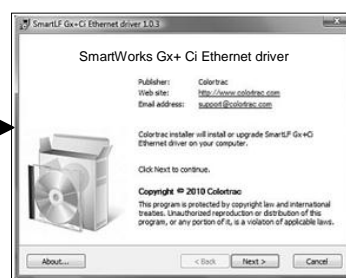 SmartLF Gx+Ci Ethernet driver 1.0.3
SmartWorks Gx+ Ci Ethernet driver
Publisher: Colortrac
Web site: http://www.colortrac.com
Email address: support@colortrac.com
Colortrac installer will install or upgrade SmartLF Gx+Ci
Ethernet driver on your computer.
Click Next to continue.
Copyright © 2010 Colortrac
This program is protected by copyright law and international
treaties. Unauthorized reproduction or distribution of this
program, or any portion of it, is a violation of applicable laws.
About... < Back Next > Cancel